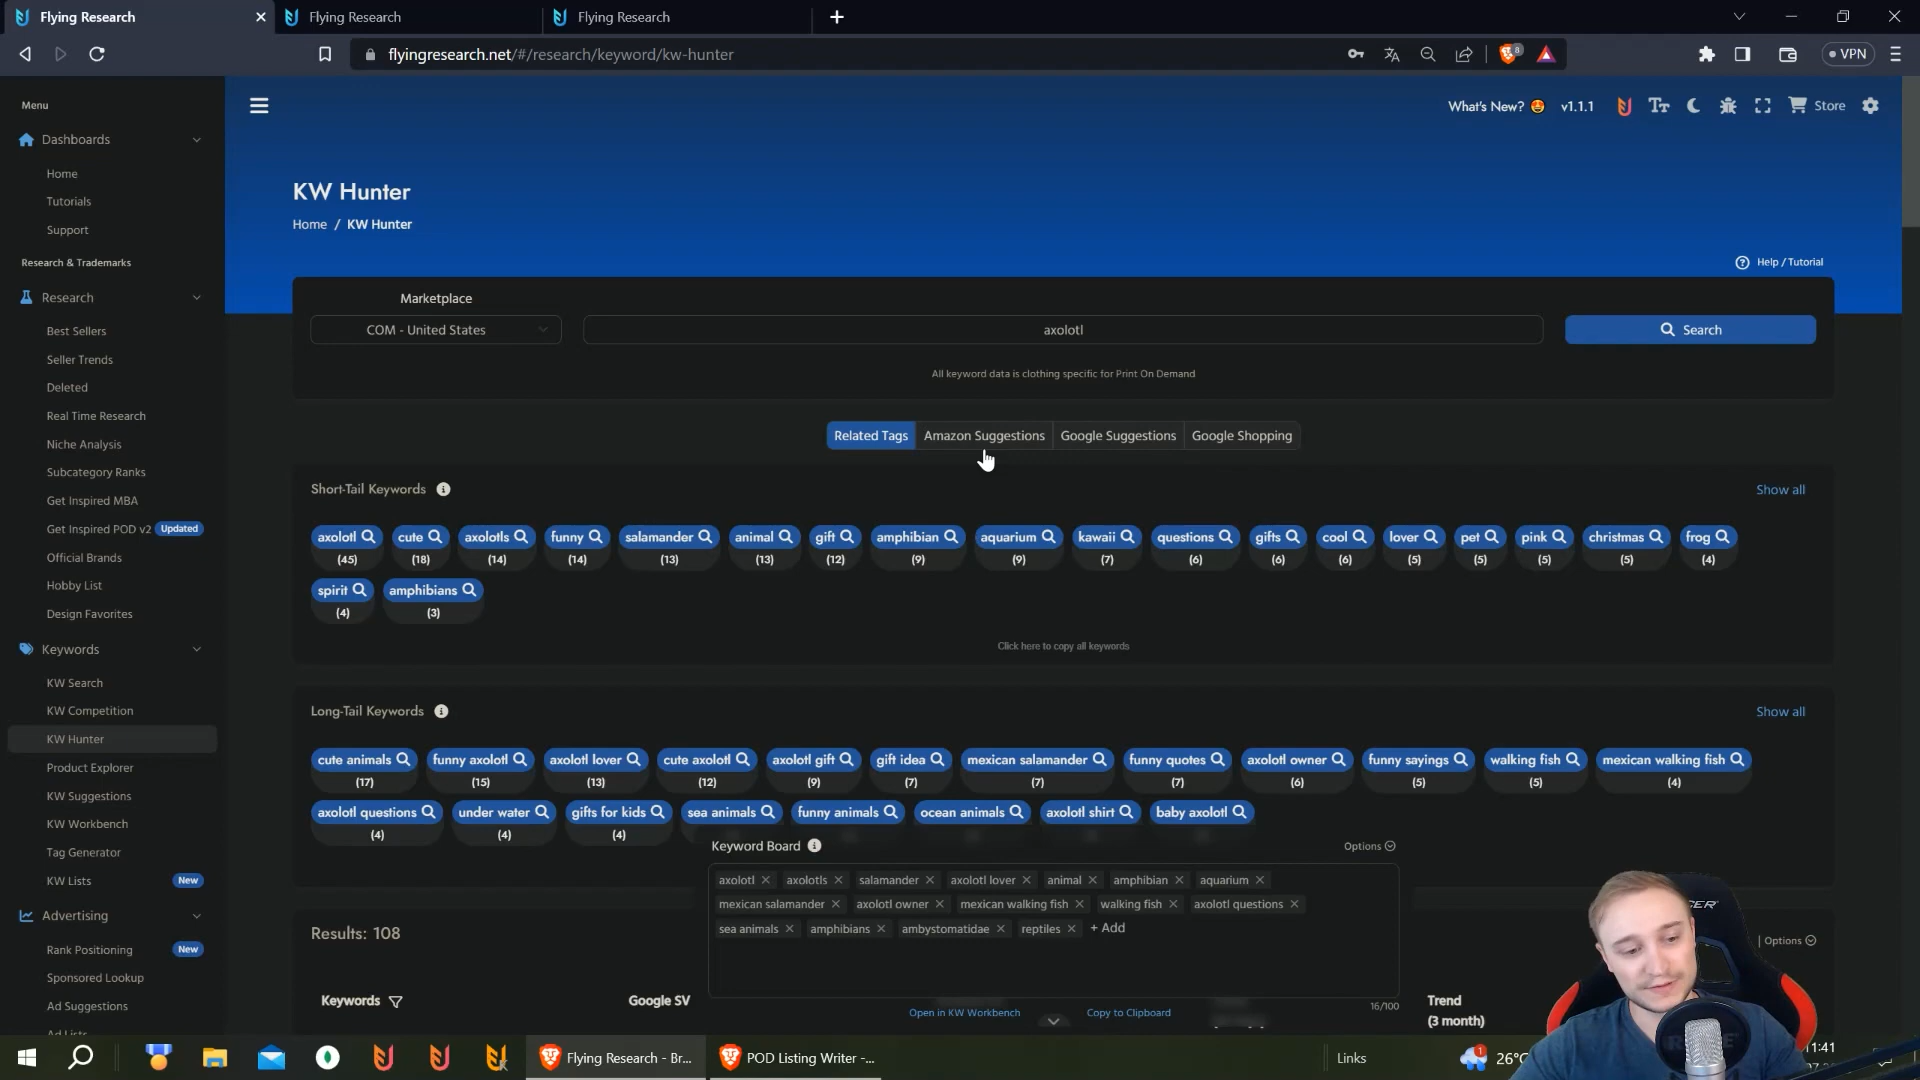 Flying Research
Flying Research
Flying Research
flyingresearch.net/#/research/keyword/kw-hunter
8
VPN
Menu
Dashboards
Home
Tutorials
Support
Research & Trademarks
Research
Best Sellers
Seller Trends
Deleted
Real Time Research
Niche Analysis
Subcategory Ranks
Get Inspired MBA
Get Inspired POD v2 Updated
Official Brands
Hobby List
Design Favorites
Keywords
KW Search
KW Competition
KW Hunter
Product Explorer
KW Suggestions
KW Workbench
Tag Generator
KW Lists New
Advertising
Rank Positioning New
Sponsored Lookup
Ad Suggestions
Ad Lists
What's New? v1.1.1 Store
KW Hunter
Home / KW Hunter
Help / Tutorial
Marketplace
COM - United States
axolotl
Search
All keyword data is clothing specific for Print On Demand
Related Tags Amazon Suggestions Google Suggestions Google Shopping
Short-Tail Keywords Show all
axolotl cute axolotls funny salamander animal gift amphibian aquarium kawaii questions gifts cool lover pet pink christmas frog
(45) (18) (14) (14) (13) (13) (12) (9) (9) (7) (6) (6) (6) (5) (5) (5) (5) (4)
spirit amphibians
(4) (3)
Click here to copy all keywords
Long-Tail Keywords Show all
cute animals funny axolotl axolotl lover cute axolotl axolotl gift gift idea mexican salamander funny quotes axolotl owner funny sayings walking fish mexican walking fish
(17) (15) (13) (12) (9) (7) (7) (7) (6) (5) (5) (4)
axolotl questions under water gifts for kids sea animals funny animals ocean animals axolotl shirt baby axolotl
(4) (4) (4)
Keyword Board Options
axolotl axolotls salamander axolotl lover animal amphibian aquarium
mexican salamander axolotl owner mexican walking fish walking fish axolotl questions
sea animals amphibians ambystomatidae reptiles + Add
16/100
Open in KW Workbench Copy to Clipboard
Results: 108
Options
Keywords Google SV Trend
(3 month)
Flying Research - Br...
POD Listing Writer -...
Links
1
26°C
11:41